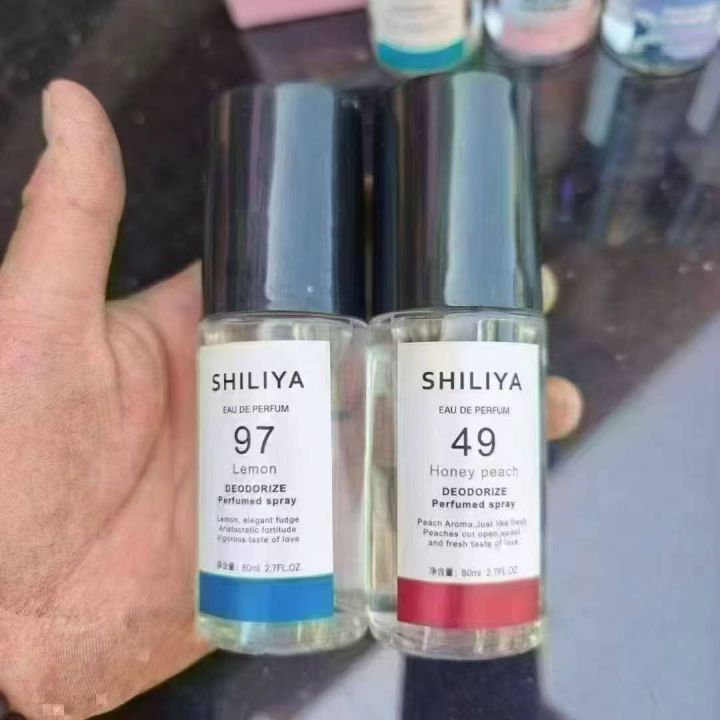 SHILIYA
EAU DE PERFUM
97
Lemon
DEODORIZE
Perfumed spray
Lemon, elegant fudge
Aristocratic fortitude
Vigorous taste of love
净含量: 80ml 2.7FL.OZ
SHILIYA
EAU DE PERFUM
49
Honey peach
DEODORIZE
Perfumed spray
Peach Aroma,Just like fresh
Peaches cut open,sweet
and fresh taste of love
净含量: 80ml 2.7FL.OZ